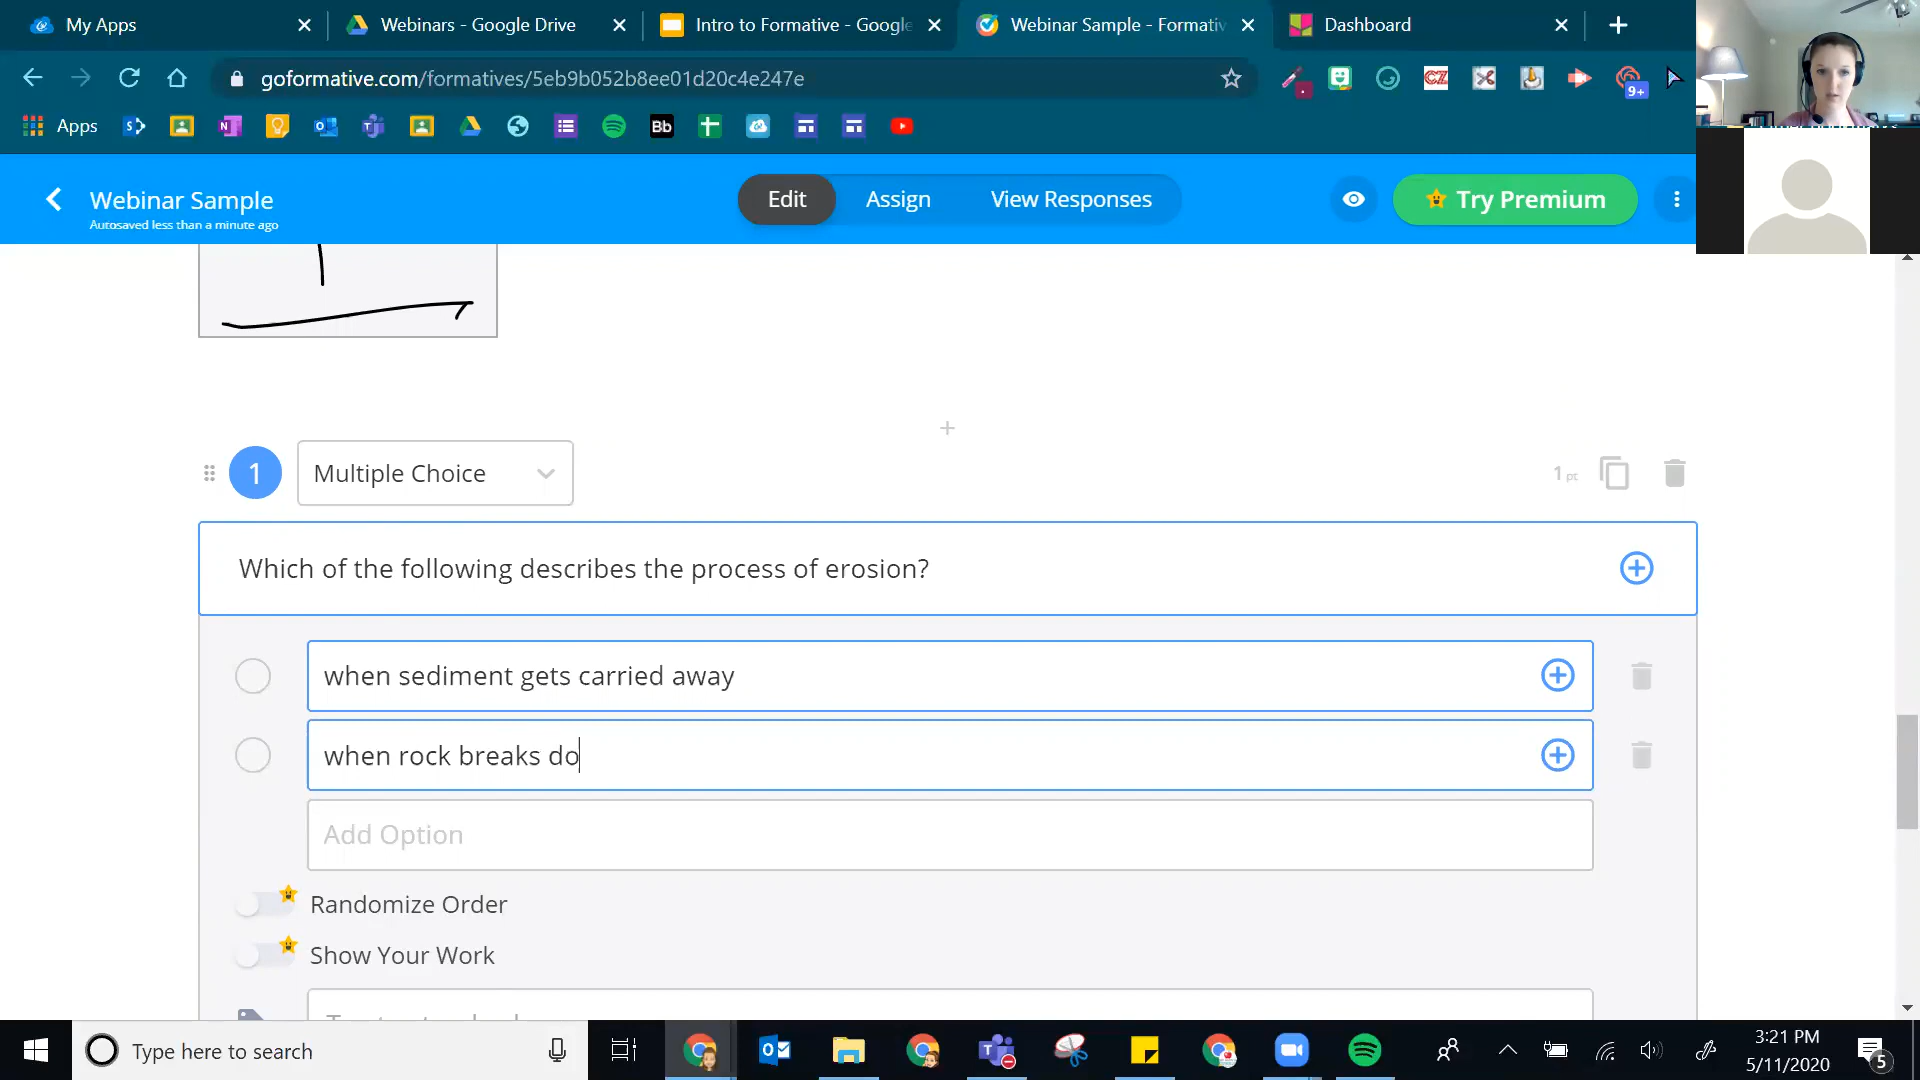 My Apps
Webinars - Google Drive
Intro to Formative - Google
Webinar Sample - Formativ
Dashboard
goformative.com/formatives/5eb9b052b8ee01d20c4e247e
9+
Apps
Bb
Webinar Sample
Autosaved less than a minute ago
Edit
Assign
View Responses
Try Premium
1
Multiple Choice
1 pt
Which of the following describes the process of erosion?
when sediment gets carried away
when rock breaks do
Add Option
Randomize Order
Show Your Work
Type here to search
3:21 PM
5/11/2020
5